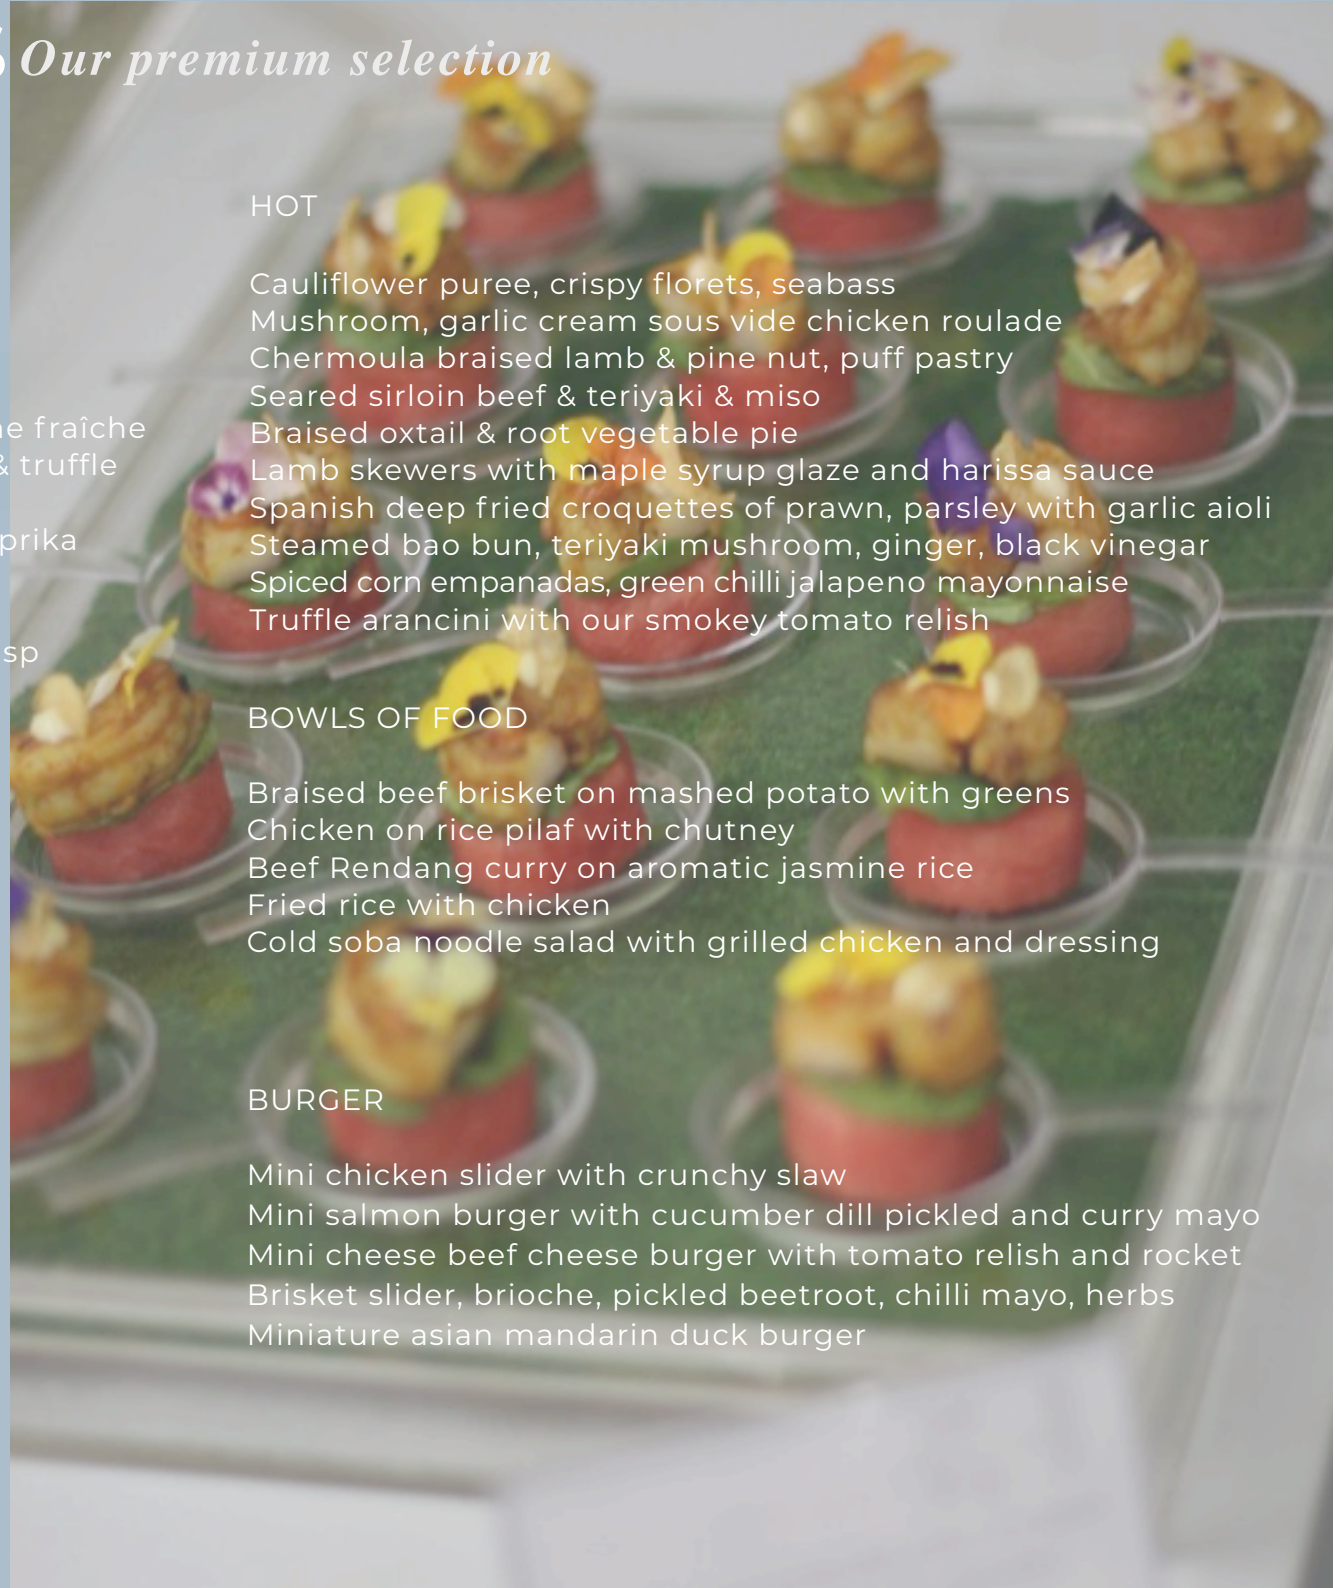 Our premium selection
HOT
Cauliflower puree, crispy florets, seabass
Mushroom, garlic cream sous vide chicken roulade
Chermoula braised lamb & pine nut, puff pastry
Seared sirloin beef & teriyaki & miso
Braised oxtail & root vegetable pie
Lamb skewers with maple syrup glaze and harissa sauce
Spanish deep fried croquettes of prawn, parsley with garlic aioli
Steamed bao bun, teriyaki mushroom, ginger, black vinegar
Spiced corn empanadas, green chilli jalapeno mayonnaise
Truffle arancini with our smokey tomato relish
fraîche
& truffle
BOWLS OF FOOD
Braised beef brisket on mashed potato with greens
Chicken on rice pilaf with chutney
Beef Rendang curry on aromatic jasmine rice
Fried rice with chicken
Cold soba noodle salad with grilled chicken and dressing
BURGER
Mini chicken slider with crunchy slaw
Mini salmon burger with cucumber dill pickled and curry mayo
Mini cheese beef cheese burger with tomato relish and rocket
Brisket slider, brioche, pickled beetroot, chilli mayo, herbs
Miniature asian mandarin duck burger